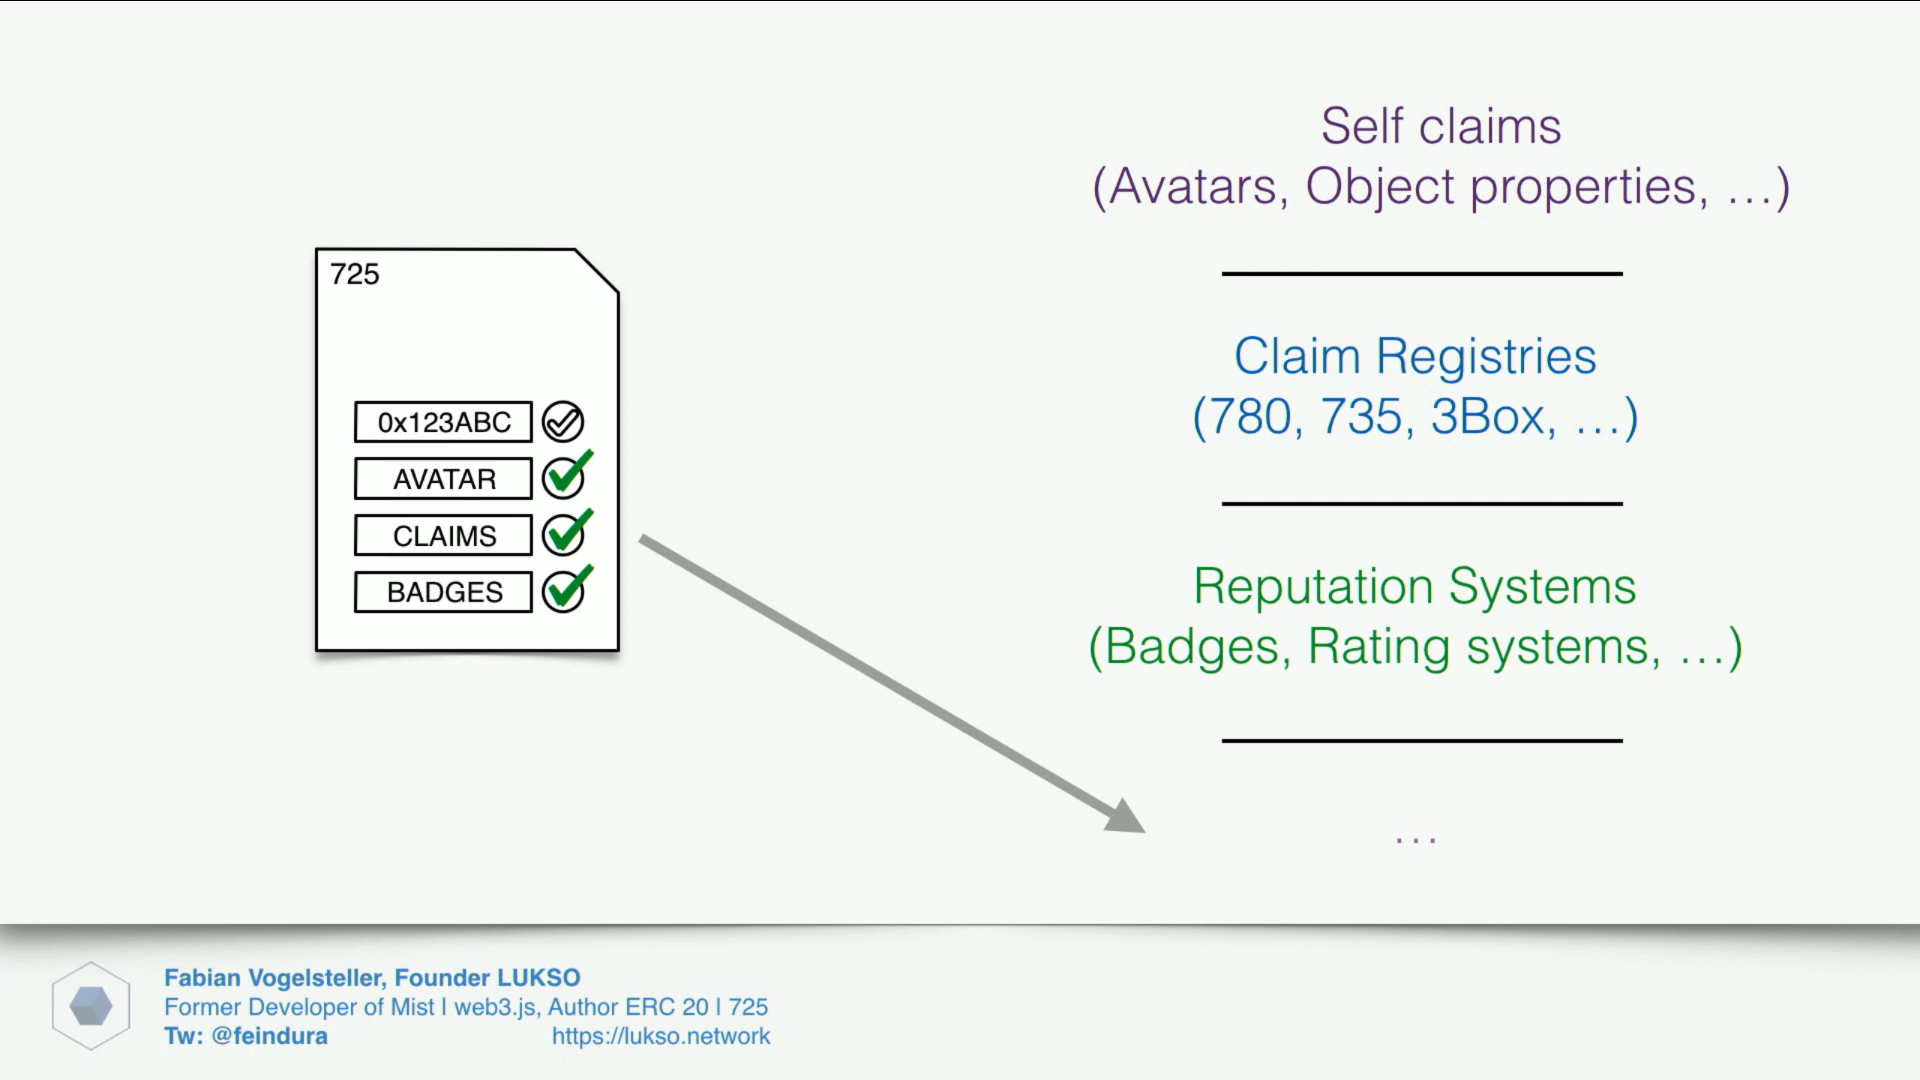 725
0x123ABC
AVATAR
CLAIMS
BADGES
Self claims
(Avatars, Object properties, …)
Claim Registries
(780, 735, 3Box, …)
Reputation Systems
(Badges, Rating systems, …)
…
Fabian Vogelsteller, Founder LUKSO
Former Developer of Mist | web3.js, Author ERC 20 | 725
Tw: @feindura https://lukso.network